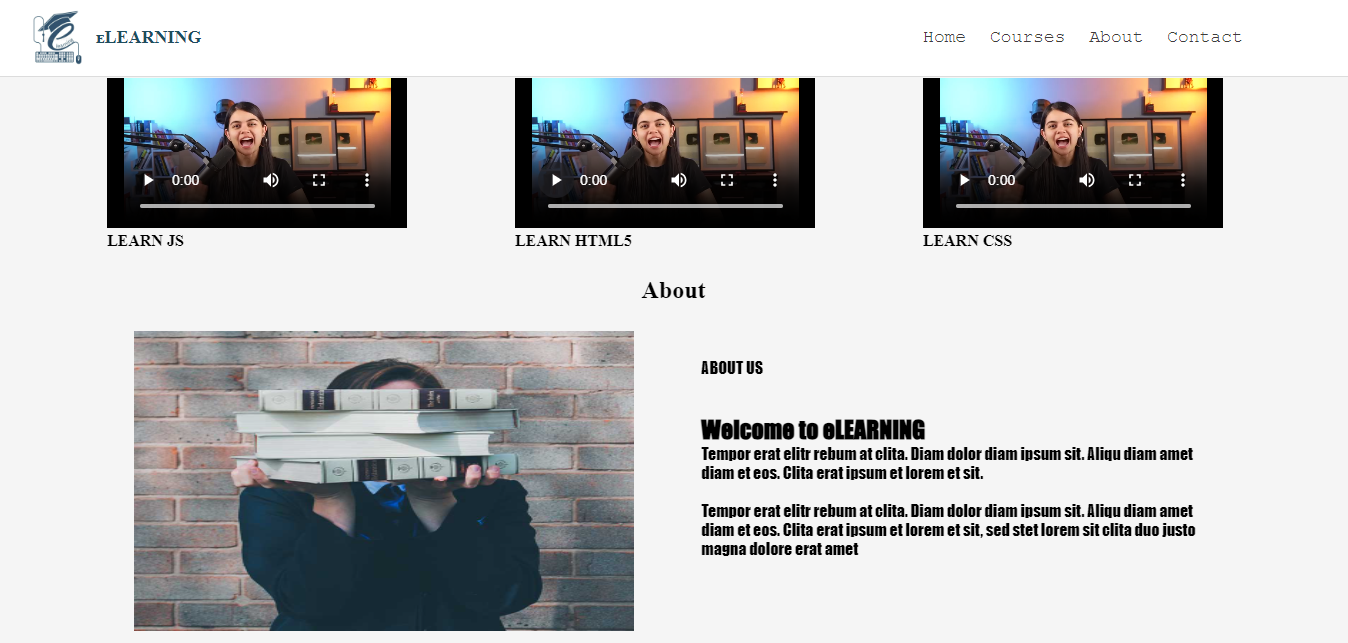 eLEARNING
Home Courses About Contact
0:00 0:00 0:00
LEARN JS LEARN HTML5 LEARN CSS
About
ABOUT US
Welcome to eLEARNING
Tempor erat elitr rebum at clita. Diam dolor diam ipsum sit. Aliqu diam amet
diam et eos. Clita erat ipsum et lorem et sit.
Tempor erat elitr rebum at clita. Diam dolor diam ipsum sit. Aliqu diam amet
diam et eos. Clita erat ipsum et lorem et sit, sed stet lorem sit clita duo justo
magna dolore erat amet